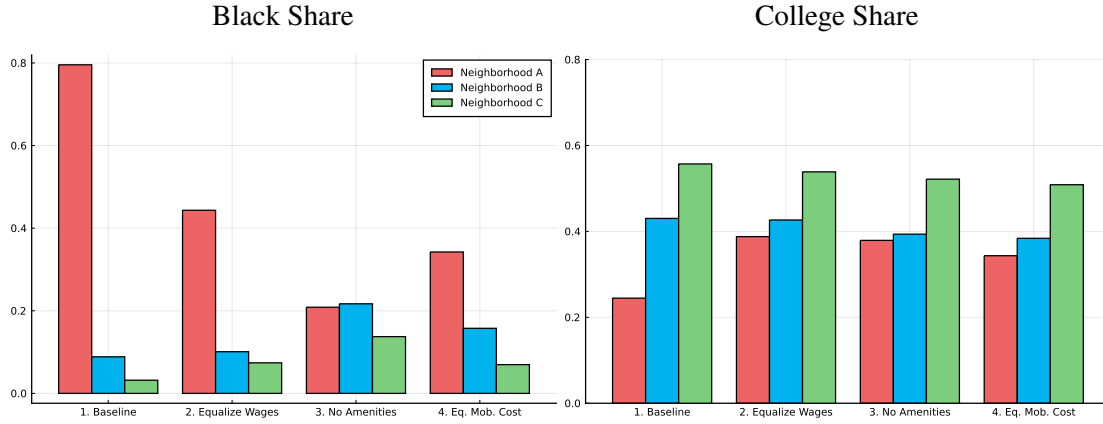 Black Share
0.8
0.6
0.4
0.2
0.0
Neighborhood A
Neighborhood B
Neighborhood C
1. Baseline
2. Equalize Wages
3. No Amenities
4. Eq. Mob. Cost
College Share
0.8
0.6
0.4
0.2
0.0
1. Baseline
2. Equalize Wages
3. No Amenities
4. Eq. Mob. Cost